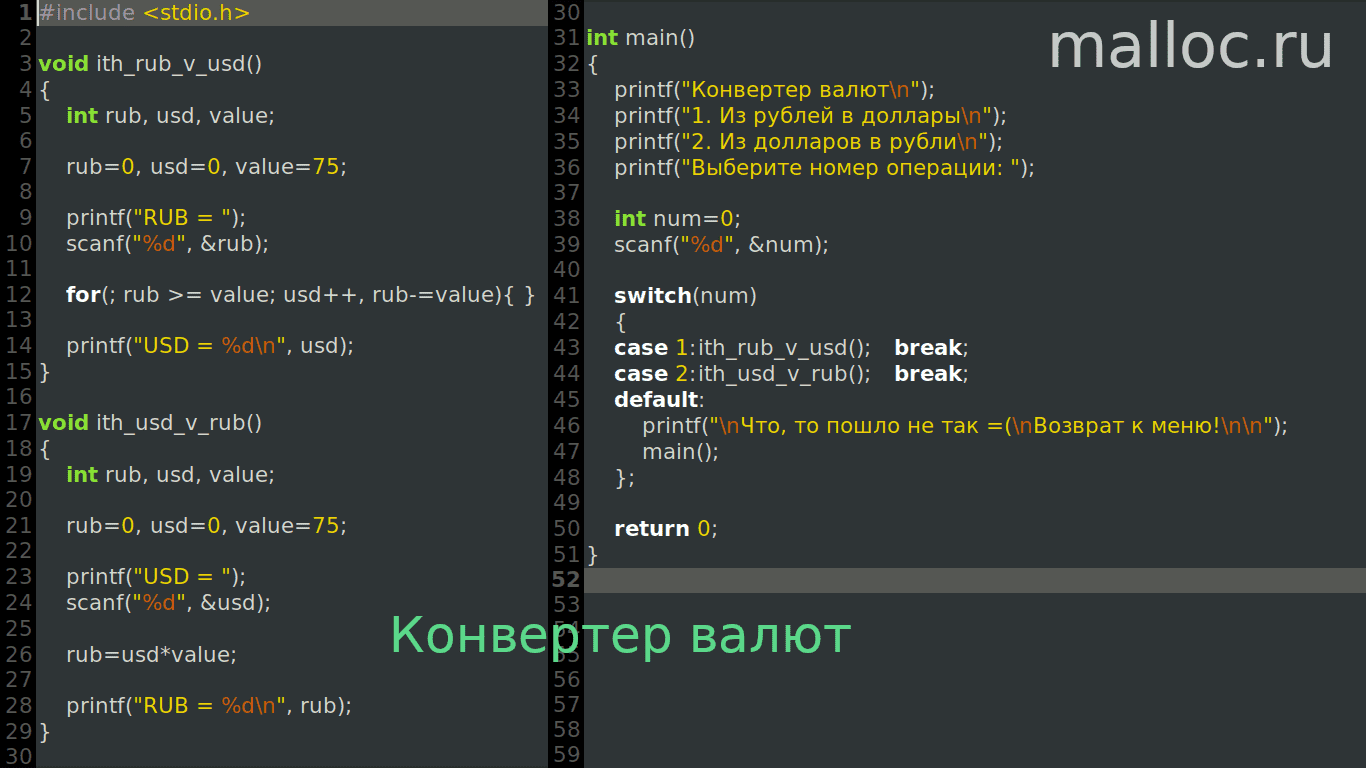 1 #include <stdio.h>
2
3 void ith_rub_v_usd()
4 {
5 int rub, usd, value;
6
7 rub=0, usd=0, value=75;
8
9 printf("RUB = ");
10 scanf("%d", &rub);
11
12 for(; rub >= value; usd++, rub-=value){ }
13
14 printf("USD = %d\n", usd);
15 }
16
17 void ith_usd_v_rub()
18 {
19 int rub, usd, value;
20
21 rub=0, usd=0, value=75;
22
23 printf("USD = ");
24 scanf("%d", &usd);
25
26 rub=usd*value;
27
28 printf("RUB = %d\n", rub);
29 }
30
30
31 int main()
32 {
33 printf("Конвертер валют\n");
34 printf("1. Из рублей в доллары\n");
35 printf("2. Из долларов в рубли\n");
36 printf("Выберите номер операции: ");
37
38 int num=0;
39 scanf("%d", &num);
40
41 switch(num)
42 {
43 case 1:ith_rub_v_usd(); break;
44 case 2:ith_usd_v_rub(); break;
45 default:
46 printf("\nЧто, то пошло не так =(\nВозврат к меню!\n\n");
47 main();
48 };
49
50 return 0;
51 }
52
53
54
55
56
57
58
59
malloc.ru
Конвертер валют